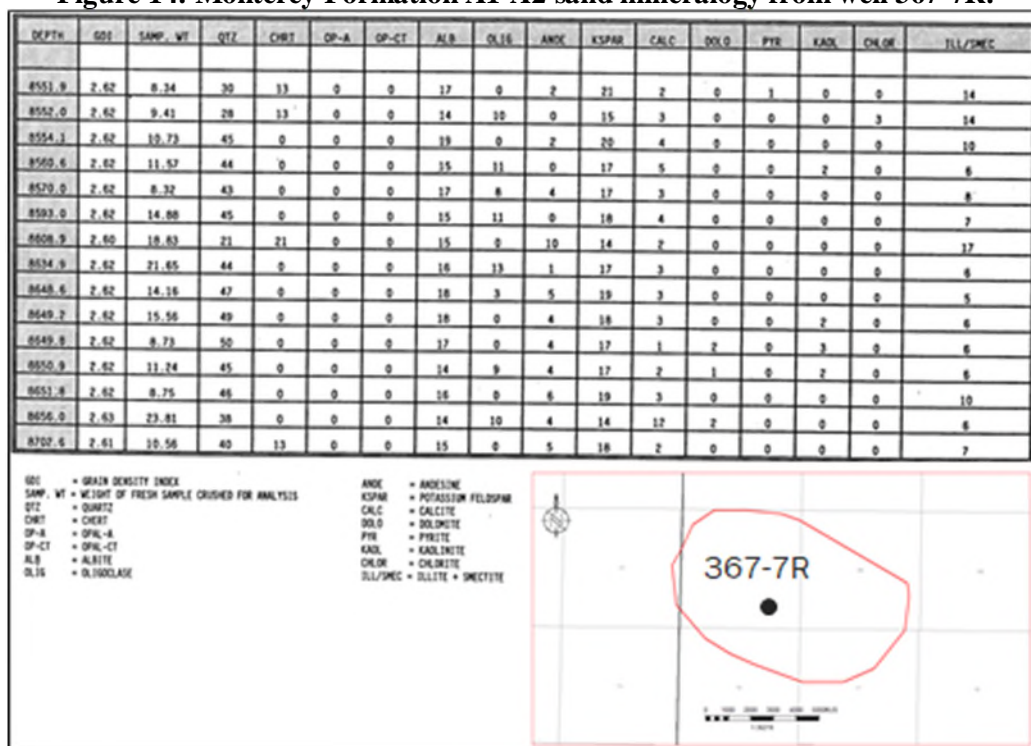 Figure 14: Monterey Formation A1-A2 sand mineralogy from well 367-7R.
DEPTH GDI SAMP. WT QTZ CHRT OP-A OP-CT ALB OLIG ANDE KSPAR CALC DOLO PYR KAOL CHLOR ILL/SMEC
8551.9 2.62 8.34 30 13 0 0 17 0 2 21 2 0 1 0 0 14
8552.0 2.62 9.41 28 13 0 0 14 10 0 15 3 0 0 0 3 14
8554.1 2.62 10.73 45 0 0 0 19 0 2 20 4 0 0 0 0 10
8560.6 2.62 11.57 44 0 0 0 15 11 0 17 5 0 0 2 0 6
8570.0 2.62 8.32 43 0 0 0 17 8 4 17 3 0 0 0 0 8
8593.0 2.62 14.88 45 0 0 0 15 11 0 18 4 0 0 0 0 7
8608.9 2.60 18.83 21 21 0 0 15 0 10 14 2 0 0 0 0 17
8634.9 2.62 21.65 44 0 0 0 16 13 1 17 3 0 0 0 0 6
8648.6 2.62 14.16 47 0 0 0 18 3 5 19 3 0 0 0 0 5
8649.2 2.62 15.56 49 0 0 0 18 0 4 18 3 0 0 2 0 6
8649.8 2.62 8.73 50 0 0 0 17 0 4 17 1 2 0 3 0 6
8650.9 2.62 11.24 45 0 0 0 14 9 4 17 2 1 0 2 0 6
8651.8 2.62 8.75 46 0 0 0 16 0 6 19 3 0 0 0 0 10
8656.0 2.63 23.81 38 0 0 0 14 10 4 14 12 2 0 0 0 6
8702.6 2.61 10.56 40 13 0 0 15 0 5 18 2 0 0 0 0 7
GDI = GRAIN DENSITY INDEX
SAMP. WT = WEIGHT OF FRESH SAMPLE CRUSHED FOR ANALYSIS
QTZ = QUARTZ
CHRT = CHERT
OP-A = OPAL-A
OP-CT = OPAL-CT
ALB = ALBITE
OLIG = OLIGOCLASE
ANDE = ANDESINE
KSPAR = POTASSIUM FELDSPAR
CALC = CALCITE
DOLO = DOLOMITE
PYR = PYRITE
KAOL = KAOLINITE
CHLOR = CHLORITE
ILL/SMEC = ILLITE + SMECTITE
N
367-7R
0 1000 2000 3000 4000